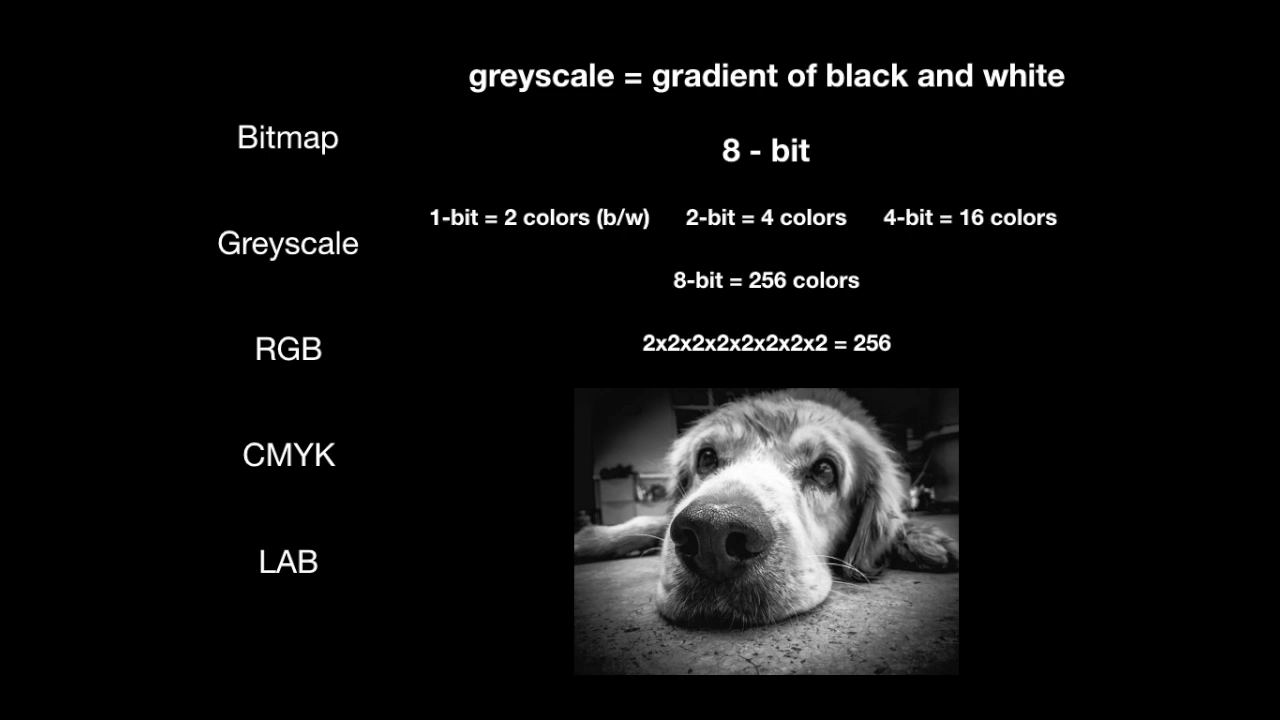 greyscale = gradient of black and white
Bitmap
8 - bit
1-bit = 2 colors (b/w) 2-bit = 4 colors 4-bit = 16 colors
Greyscale
8-bit = 256 colors
RGB
2x2x2x2x2x2x2x2 = 256
CMYK
LAB